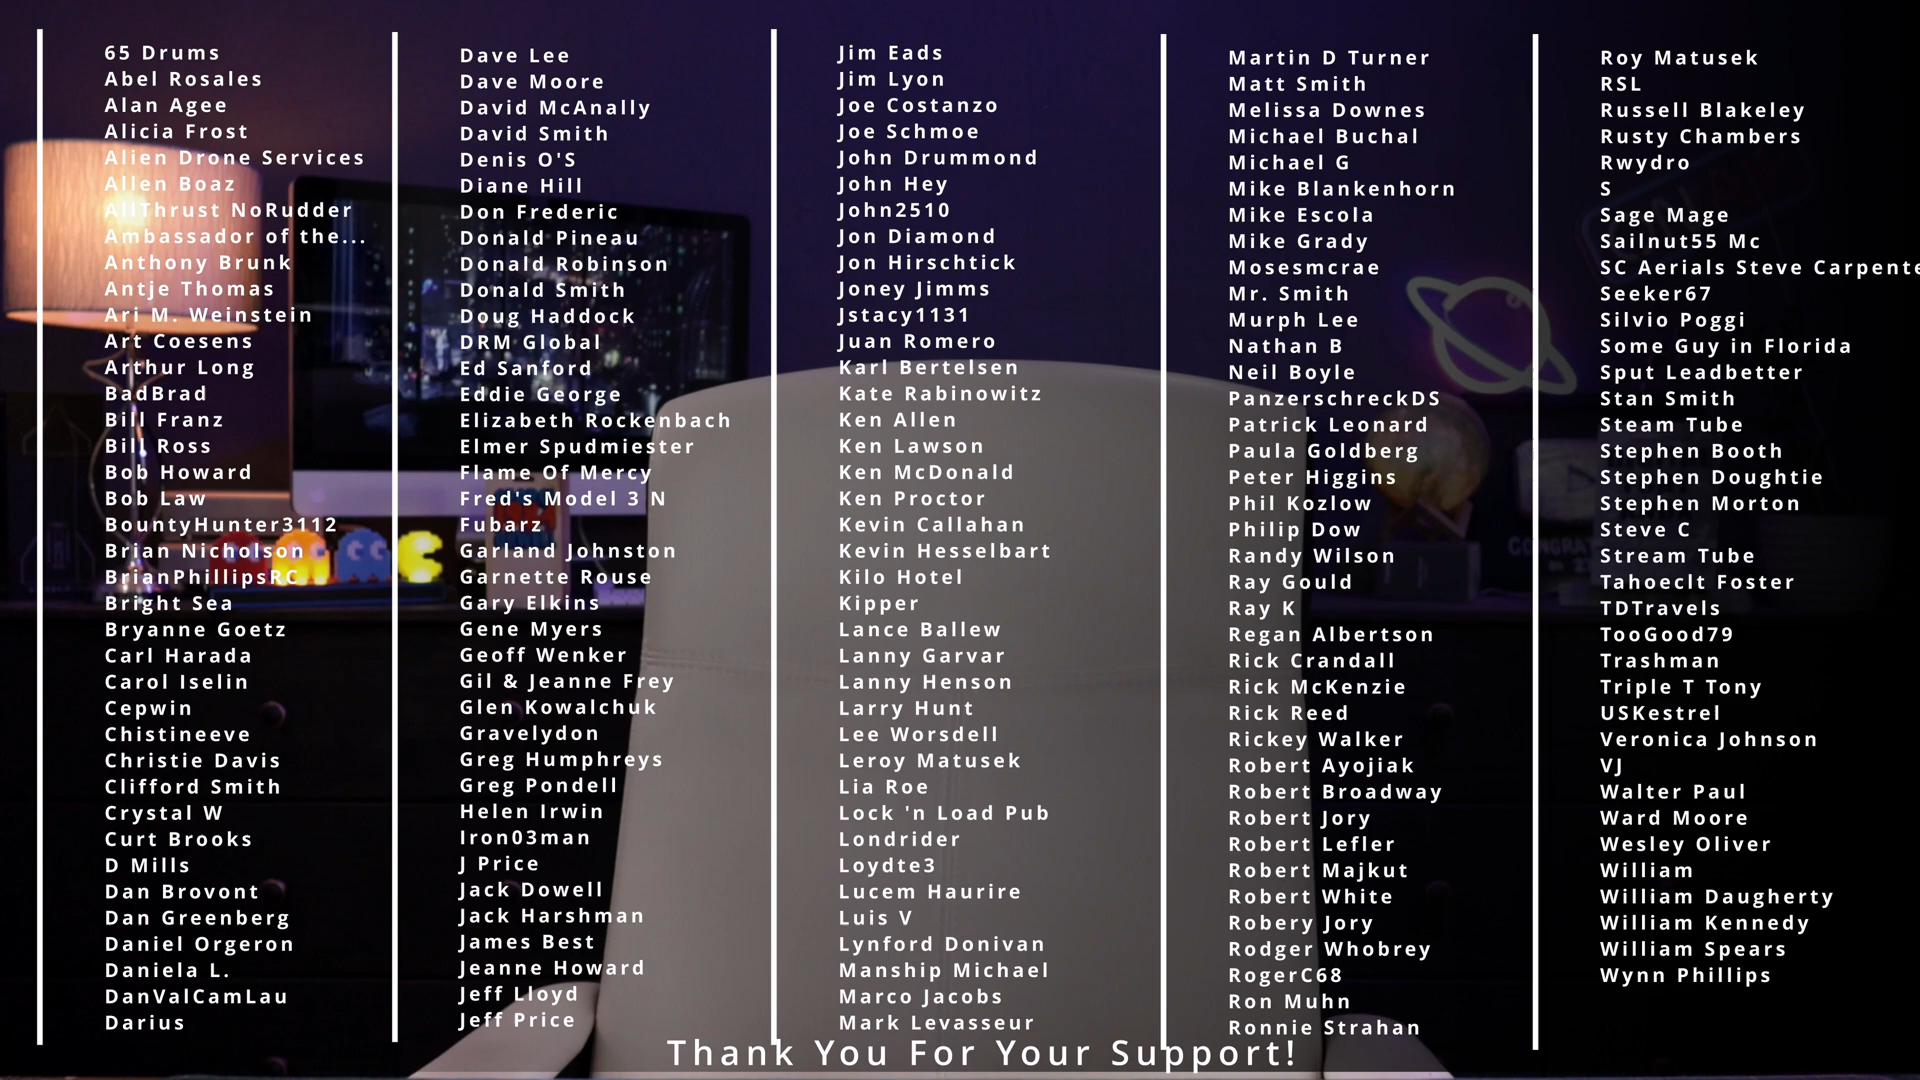 65 Drums
Abel Rosales
Alan Agee
Alicia Frost
Alien Drone Services
Allen Boaz
AllThrust NoRudder
Ambassador of the...
Anthony Brunk
Antje Thomas
Ari M. Weinstein
Art Coesens
Arthur Long
BadBrad
Bill Franz
Bill Ross
Bob Howard
Bob Law
BountyHunter3112
Brian Nicholson
BrianPhillipsRC
Bright Sea
Bryanne Goetz
Carl Harada
Carol Iselin
Cepwin
Chistineeve
Christie Davis
Clifford Smith
Crystal W
Curt Brooks
D Mills
Dan Brovont
Dan Greenberg
Daniel Orgeron
Daniela L.
DanValCamLau
Darius
Dave Lee
Dave Moore
David McAnally
David Smith
Denis O'S
Diane Hill
Don Frederic
Donald Pineau
Donald Robinson
Donald Smith
Doug Haddock
DRM Global
Ed Sanford
Eddie George
Elizabeth Rockenbach
Elmer Spudmiester
Flame Of Mercy
Fred's Model 3 N
Fubarz
Garland Johnston
Garnette Rouse
Gary Elkins
Gene Myers
Geoff Wenker
Gil & Jeanne Frey
Glen Kowalchuk
Gravelydon
Greg Humphreys
Greg Pondell
Helen Irwin
Iron03man
J Price
Jack Dowell
Jack Harshman
James Best
Jeanne Howard
Jeff Lloyd
Jeff Price
Jim Eads
Jim Lyon
Joe Costanzo
Joe Schmoe
John Drummond
John Hey
John2510
Jon Diamond
Jon Hirschtick
Joney Jimms
Jstacy1131
Juan Romero
Karl Bertelsen
Kate Rabinowitz
Ken Allen
Ken Lawson
Ken McDonald
Ken Proctor
Kevin Callahan
Kevin Hesselbart
Kilo Hotel
Kipper
Lance Ballew
Lanny Garvar
Lanny Henson
Larry Hunt
Lee Worsdell
Leroy Matusek
Lia Roe
Lock 'n Load Pub
Londrider
Loydte3
Lucem Haurire
Luis V
Lynford Donivan
Manship Michael
Marco Jacobs
Mark Levasseur
Martin D Turner
Matt Smith
Melissa Downes
Michael Buchal
Michael G
Mike Blankenhorn
Mike Escola
Mike Grady
Mosesmcrae
Mr. Smith
Murph Lee
Nathan B
Neil Boyle
PanzerschreckDS
Patrick Leonard
Paula Goldberg
Peter Higgins
Phil Kozlow
Philip Dow
Randy Wilson
Ray Gould
Ray K
Regan Albertson
Rick Crandall
Rick McKenzie
Rick Reed
Rickey Walker
Robert Ayojiak
Robert Broadway
Robert Jory
Robert Lefler
Robert Majkut
Robert White
Robery Jory
Rodger Whobrey
RogerC68
Ron Muhn
Ronnie Strahan
Roy Matusek
RSL
Russell Blakeley
Rusty Chambers
Rwydro
S
Sage Mage
Sailnut55 Mc
SC Aerials Steve Carpente
Seeker67
Silvio Poggi
Some Guy in Florida
Sput Leadbetter
Stan Smith
Steam Tube
Stephen Booth
Stephen Doughtie
Stephen Morton
Steve C
Stream Tube
Tahoeclt Foster
TDTravels
TooGood79
Trashman
Triple T Tony
USKestrel
Veronica Johnson
VJ
Walter Paul
Ward Moore
Wesley Oliver
William
William Daugherty
William Kennedy
William Spears
Wynn Phillips
Thank You For Your Support!